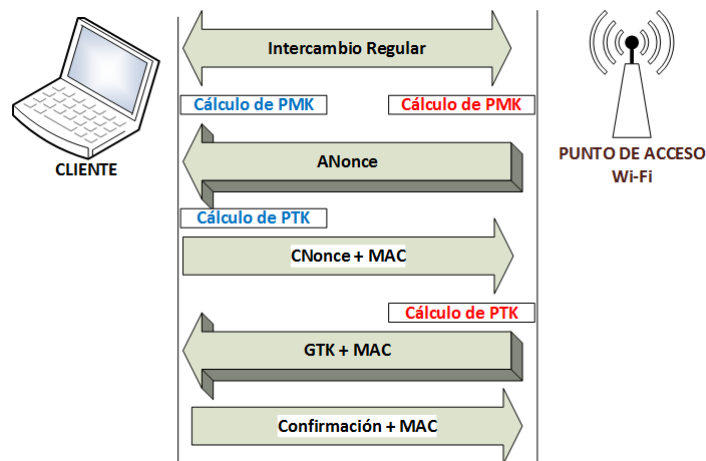 Intercambio Regular
Cálculo de PMK
Cálculo de PMK
CLIENTE
PUNTO DE ACCESO
Wi-Fi
ANonce
Cálculo de PTK
CNonce + MAC
Cálculo de PTK
GTK + MAC
Confirmación + MAC